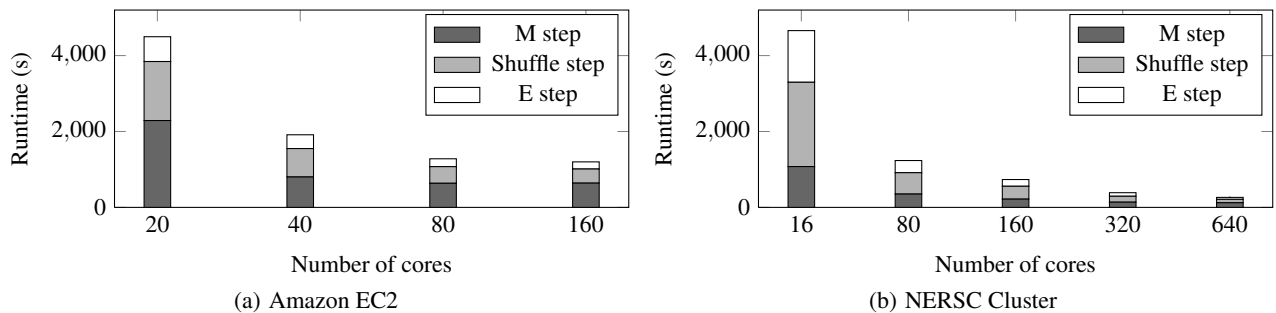 Runtime (s)
4,000
2,000
0
M step
Shuffle step
E step
20 40 80 160
Number of cores
(a) Amazon EC2
Runtime (s)
4,000
2,000
0
M step
Shuffle step
E step
16 80 160 320 640
Number of cores
(b) NERSC Cluster